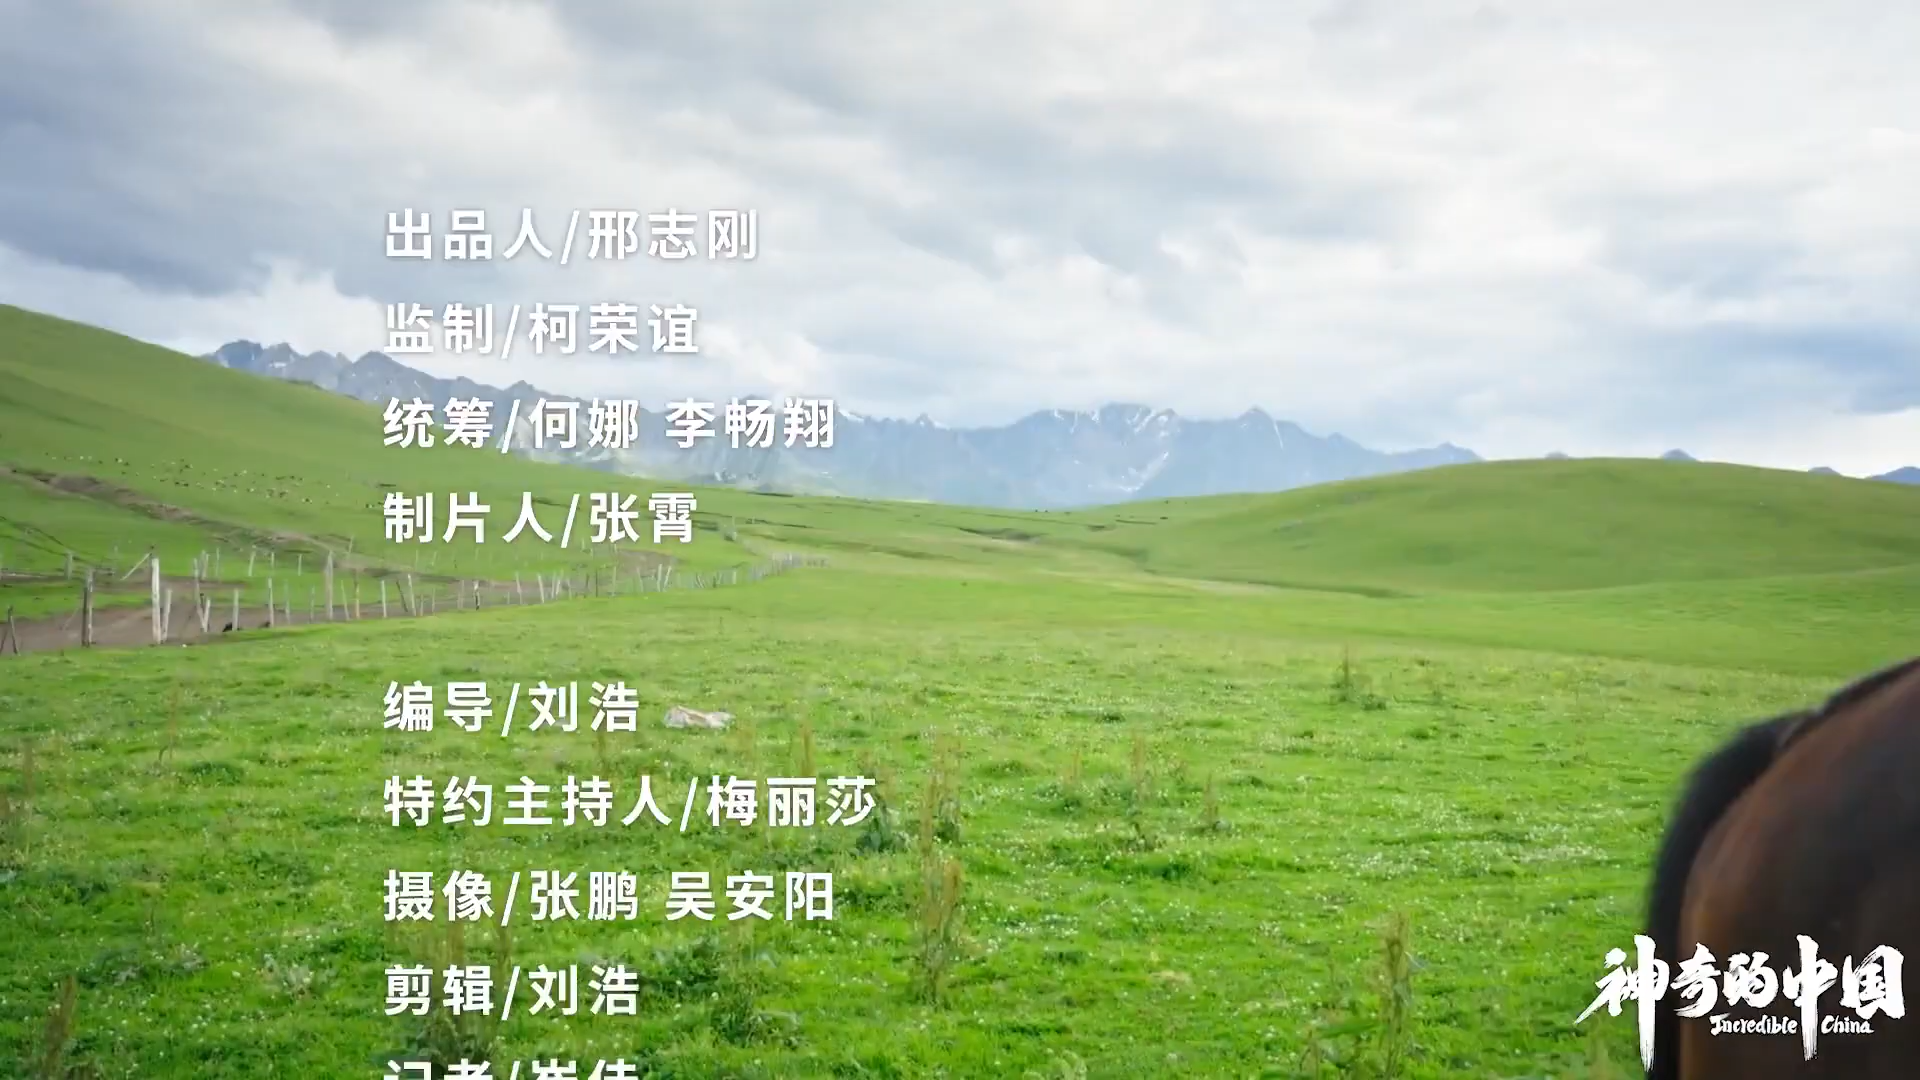 出品人/邢志刚
监制/柯荣谊
统筹/何娜 李畅翔
制片人/张霄
编导/刘浩
特约主持人/梅丽莎
摄像/张鹏 吴安阳
剪辑/刘浩
神奇的中国
Incredible China